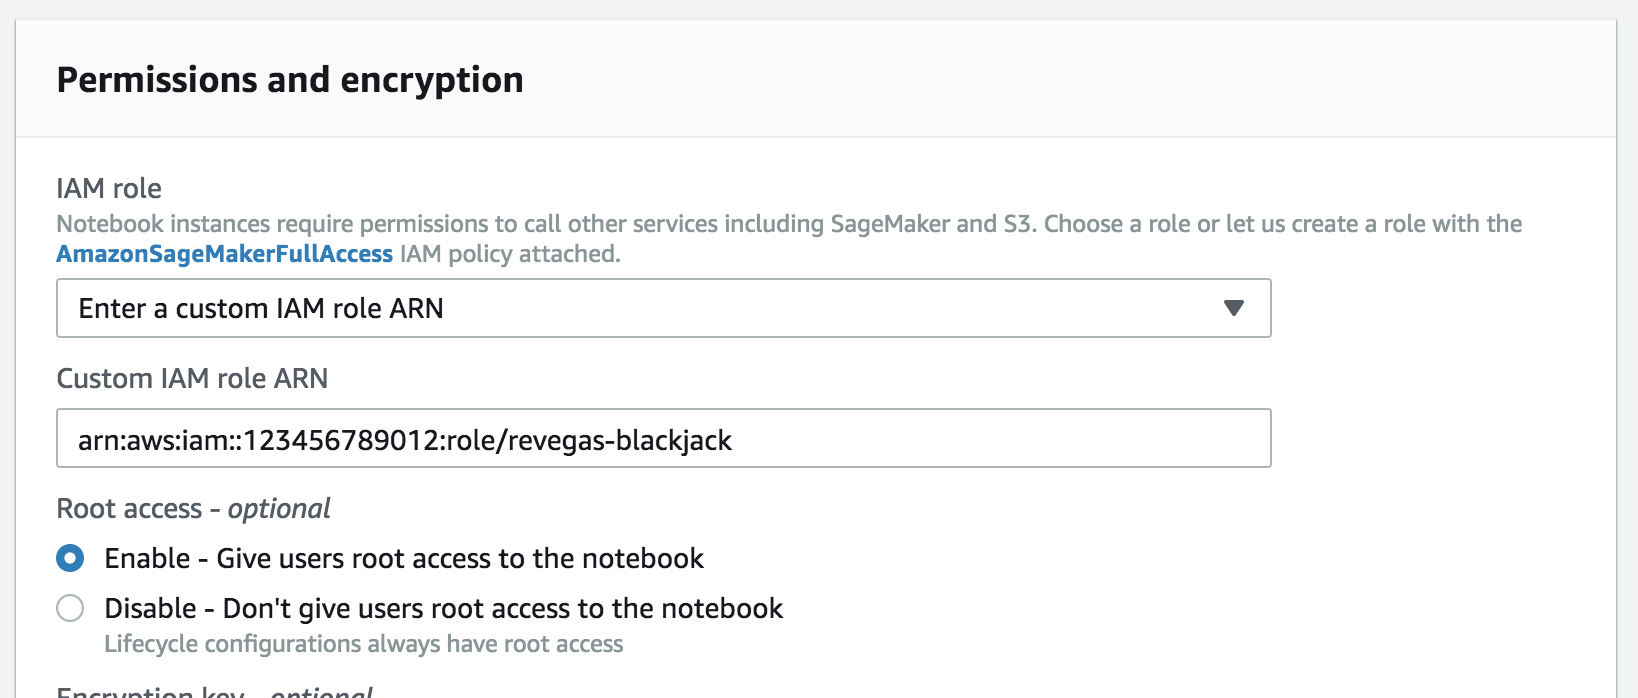 Permissions and encryption
IAM role
Notebook instances require permissions to call other services including SageMaker and S3. Choose a role or let us create a role with the
AmazonSageMakerFullAccess IAM policy attached.
Enter a custom IAM role ARN
Custom IAM role ARN
arn:aws:iam::123456789012:role/revegas-blackjack
Root access - optional
Enable - Give users root access to the notebook
Disable - Don't give users root access to the notebook
Lifecycle configurations always have root access
Encryption key - optional